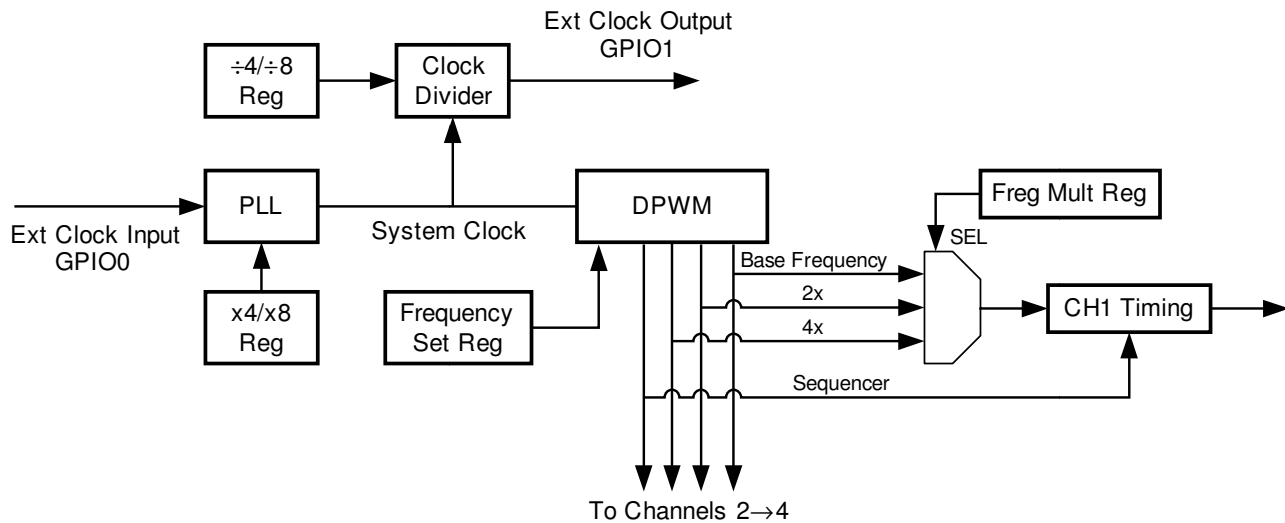 Ext Clock Output
GPIO1
÷4/÷8
Reg
Clock
Divider
PLL
DPWM
Freg Mult Reg
Ext Clock Input
GPIO0
System Clock
SEL
Base Frequency
2x
4x
CH1 Timing
x4/x8
Reg
Frequency
Set Reg
Sequencer
To Channels 2→4